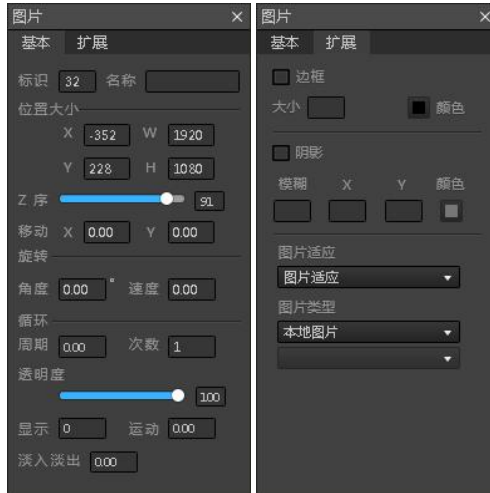 图片 ×
基本 扩展
标识 32 名称
位置大小
X -352 W 1920
Y 228 H 1080
Z 序 91
移动 X 0.00 Y 0.00
旋转
角度 0.00 ° 速度 0.00
循环
周期 0.00 次数 1
透明度
100
显示 0 运动 0.00
淡入淡出 0.00
图片 ×
基本 扩展
边框
大小 颜色
阴影
模糊 X Y 颜色
图片适应
图片适应
图片类型
本地图片